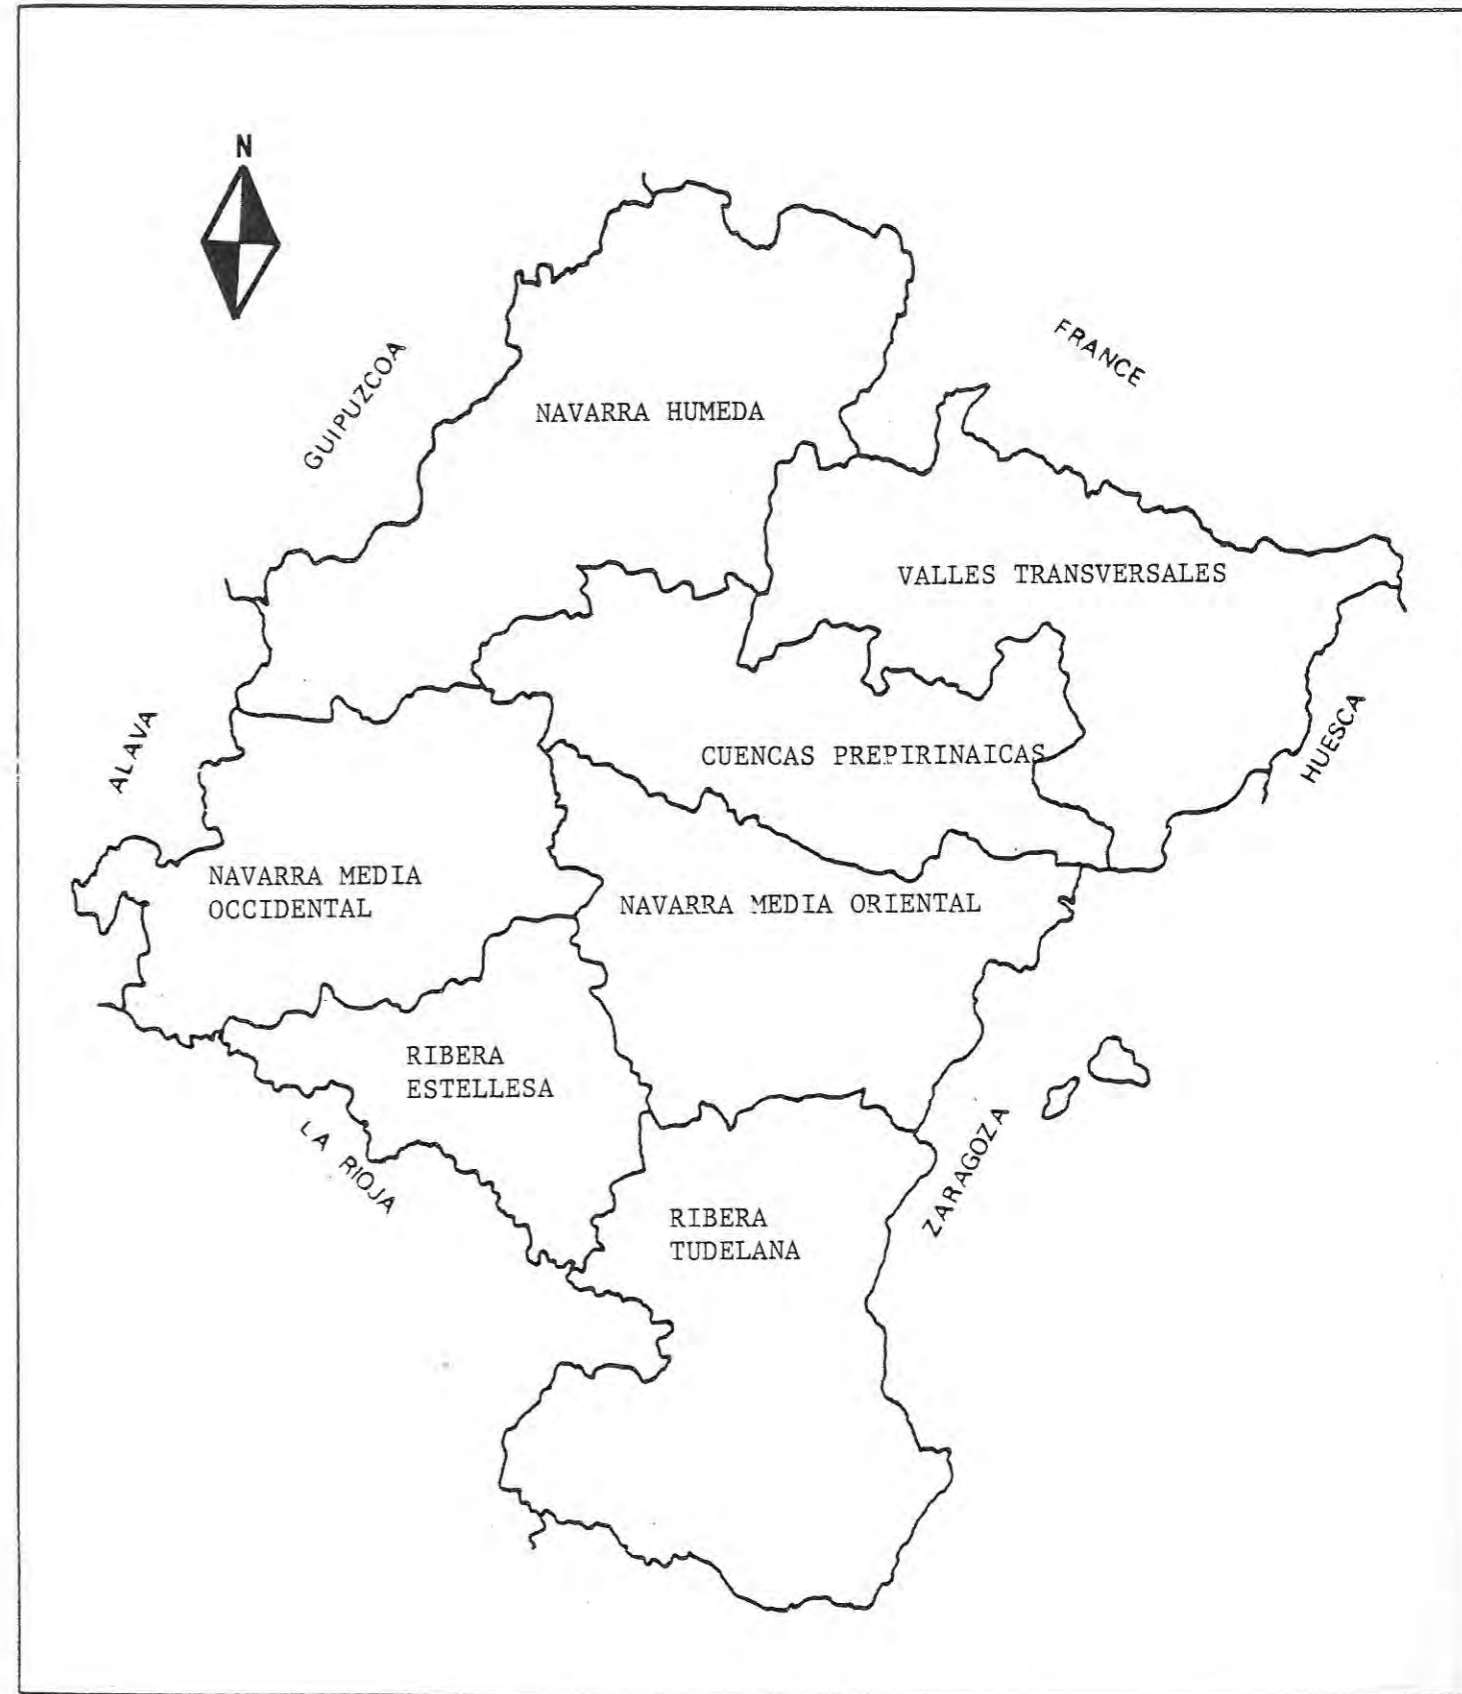 N
GUIPUZCOA
FRANCE
NAVARRA HUMEDA
VALLES TRANSVERSALES
ALAVA
HUESCA
CUENCAS PREPIRINAICAS
NAVARRA MEDIA
OCCIDENTAL
NAVARRA MEDIA ORIENTAL
RIBERA
ESTELLESA
LA RIOJA
ZARAGOZA
RIBERA
TUDELANA